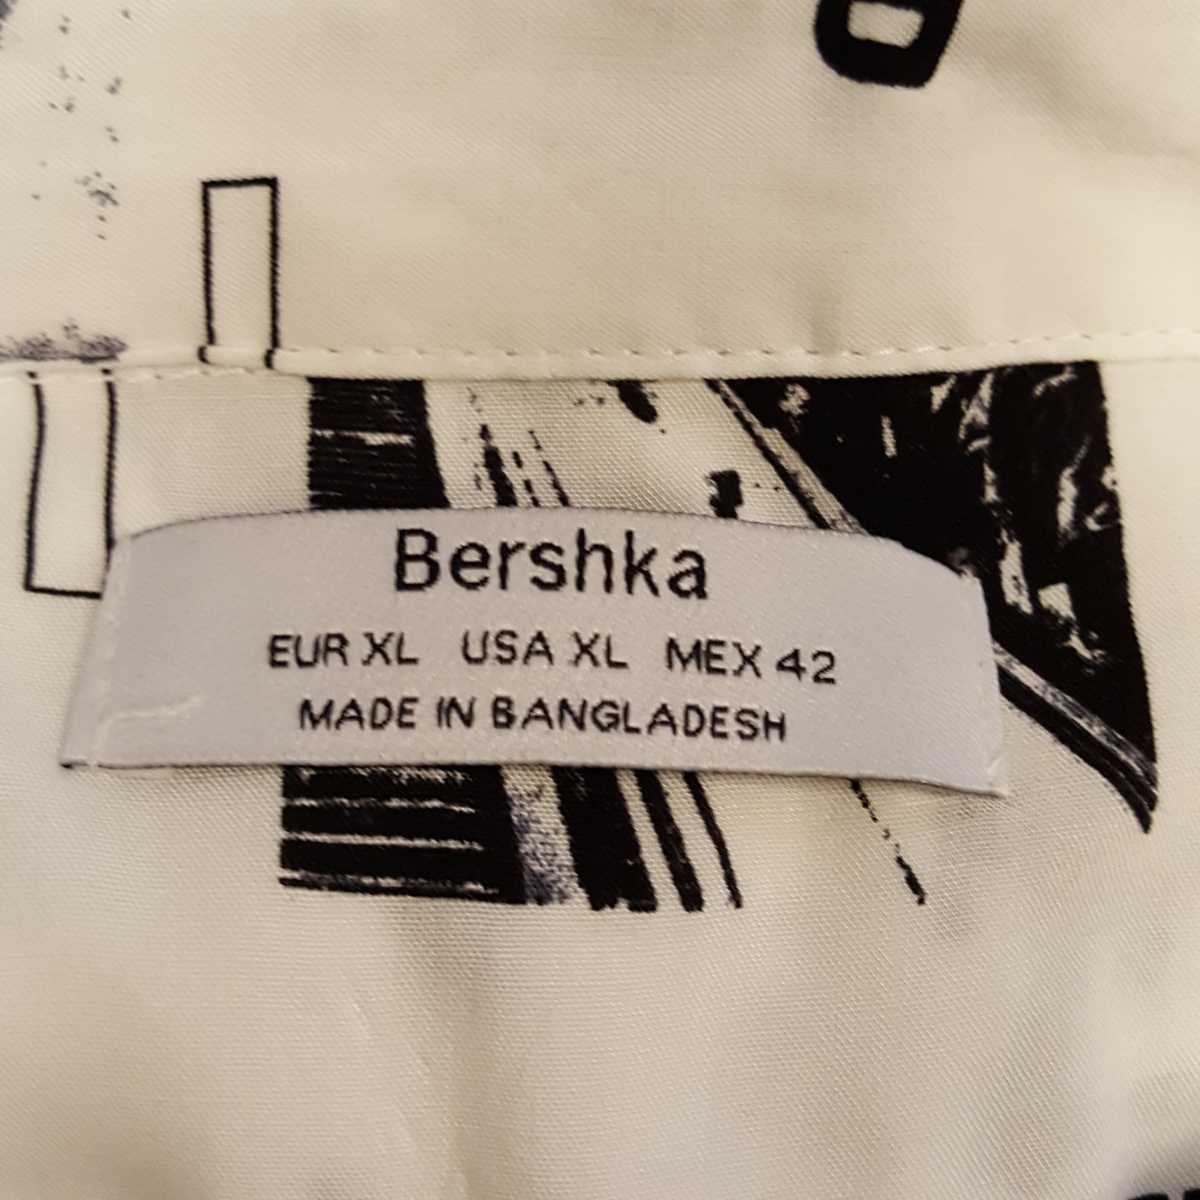 Bershka
EUR XL USA XL MEX 42
MADE IN BANGLADESH